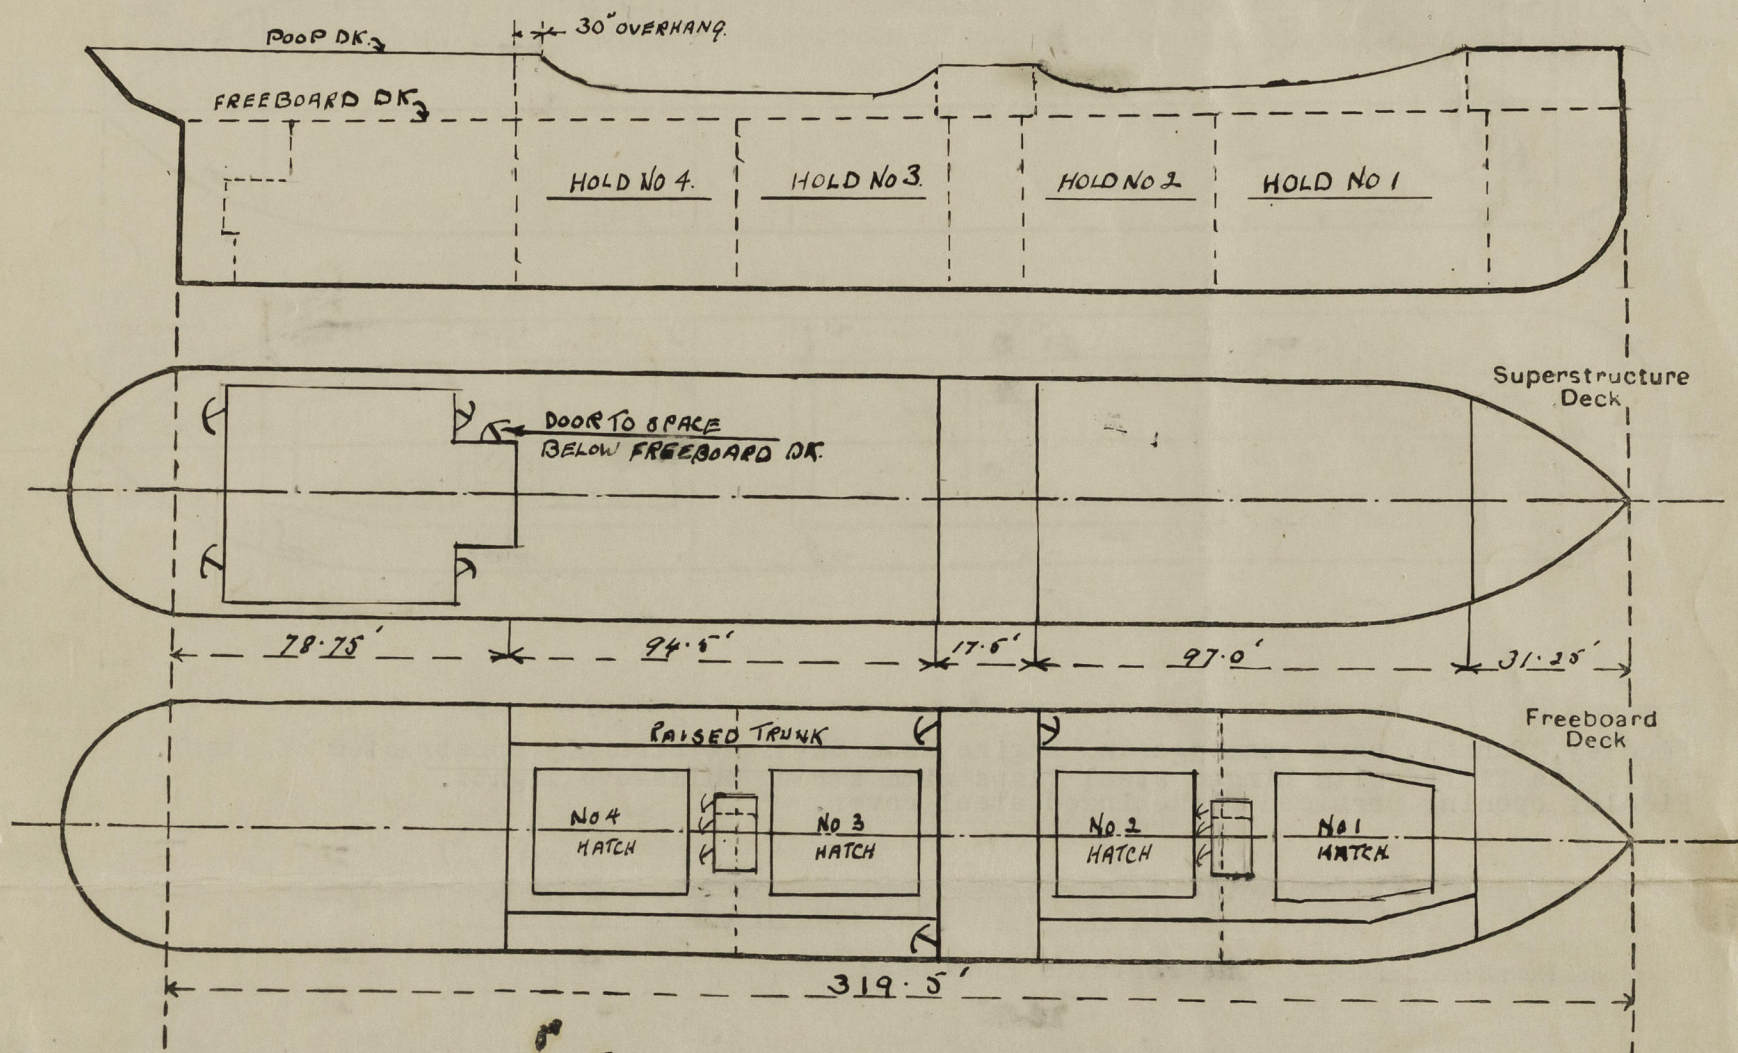 POOP DK.
30" OVERHANG.
FREEBOARD DK.
HOLD NO 4.
HOLD NO 3.
HOLD NO 2
HOLD NO 1
Superstructure
Deck
DOOR TO SPACE
BELOW FREEBOARD DK.
78.75'
94.5'
97.0'
31.25'
Freeboard
Deck
RAISED TRUNK
NO 4
HATCH
NO 3
HATCH
NO 2
HATCH
NO 1
HATCH
319.5'